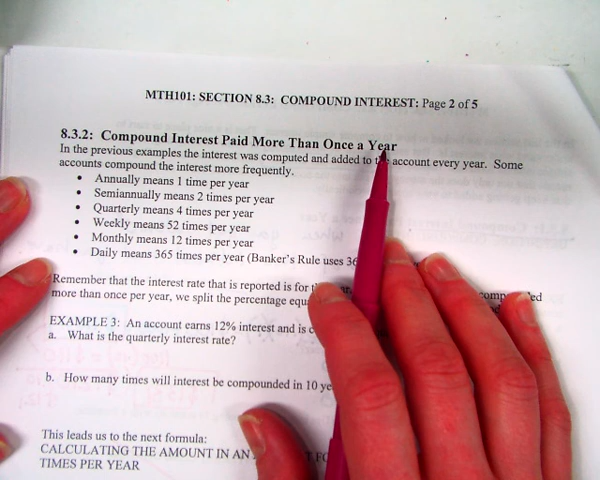 MTH101: SECTION 8.3: COMPOUND INTEREST: Page 2 of 5
8.3.2: Compound Interest Paid More Than Once a Year
In the previous examples the interest was computed and added to account every year. Some
accounts compound the interest more frequently.
• Annually means 1 time per year
• Semiannually means 2 times per year
• Quarterly means 4 times per year
• Weekly means 52 times per year
• Monthly means 12 times per year
• Daily means 365 times per year (Banker's Rule uses 36
Remember that the interest rate that is reported is for
more than once per year, we split the percentage
EXAMPLE 3: An account earns 12% interest and is
a. What is the quarterly interest rate?
b. How many times will interest be compounded in 10
This leads us to the next formula:
CALCULATING THE AMOUNT IN AN
TIMES PER YEAR